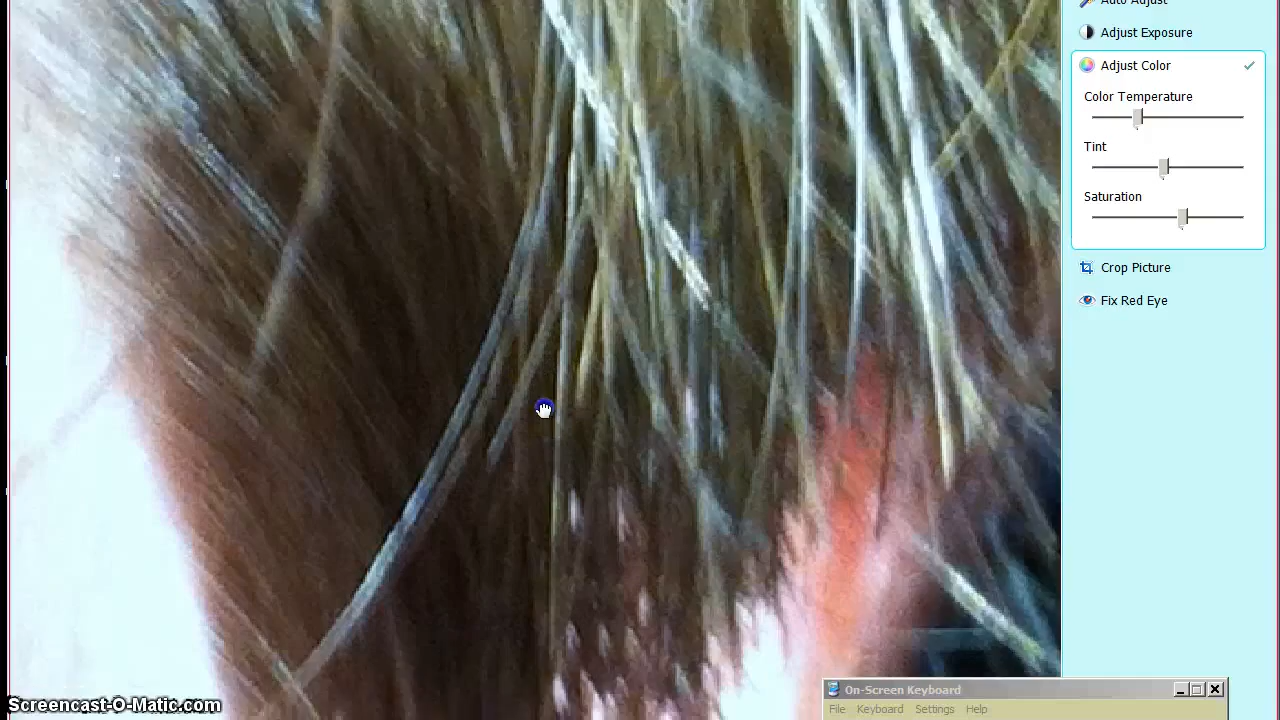 Auto Adjust
Adjust Exposure
Adjust Color
Color Temperature
Tint
Saturation
Crop Picture
Fix Red Eye
On-Screen Keyboard
File Keyboard Settings Help
Screencast-O-Matic.com